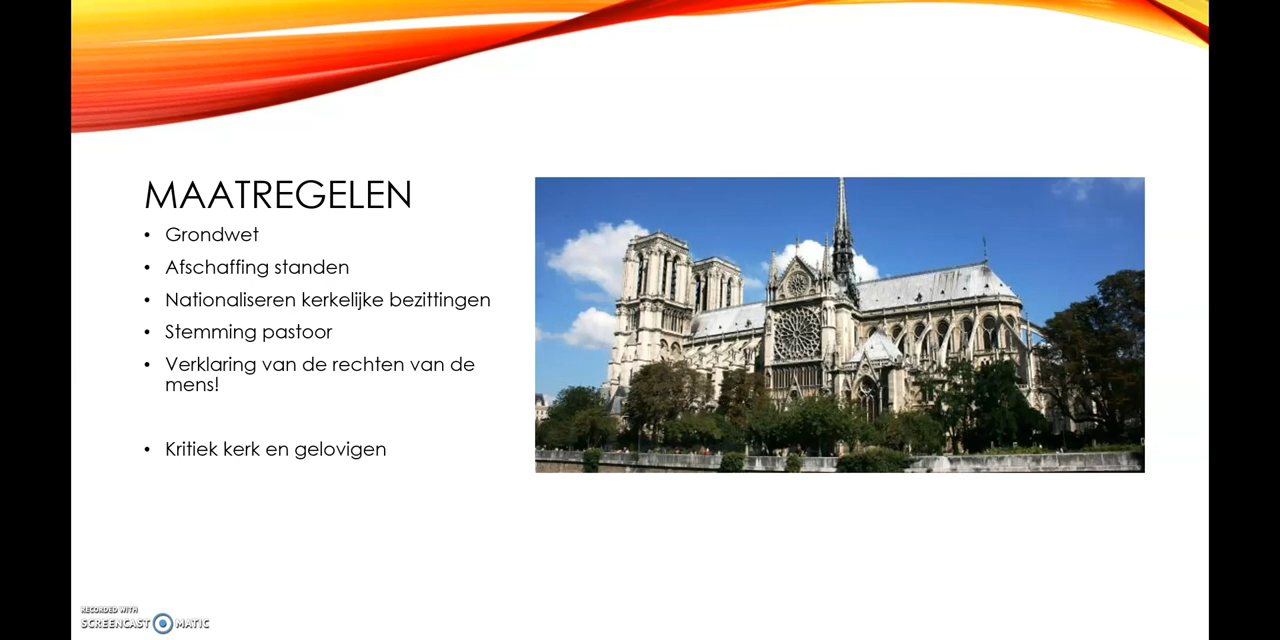 MAATREGELEN
• Grondwet
• Afschaffing standen
• Nationaliseren kerkelijke bezittingen
• Stemming pastoor
• Verklaring van de rechten van de
mens!
• Kritiek kerk en gelovigen
RECORDED WITH
SCREENCAST MATIC